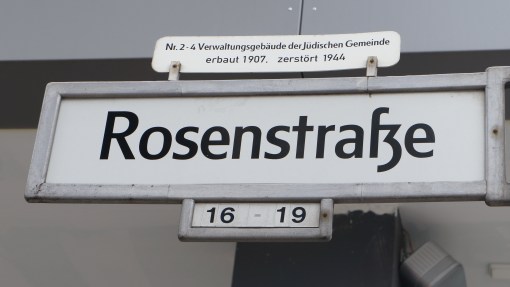 Nr. 2-4 Verwaltungsgebäude der Jüdischen Gemeinde
erbaut 1907. zerstört 1944
Rosenstraße
16 - 19